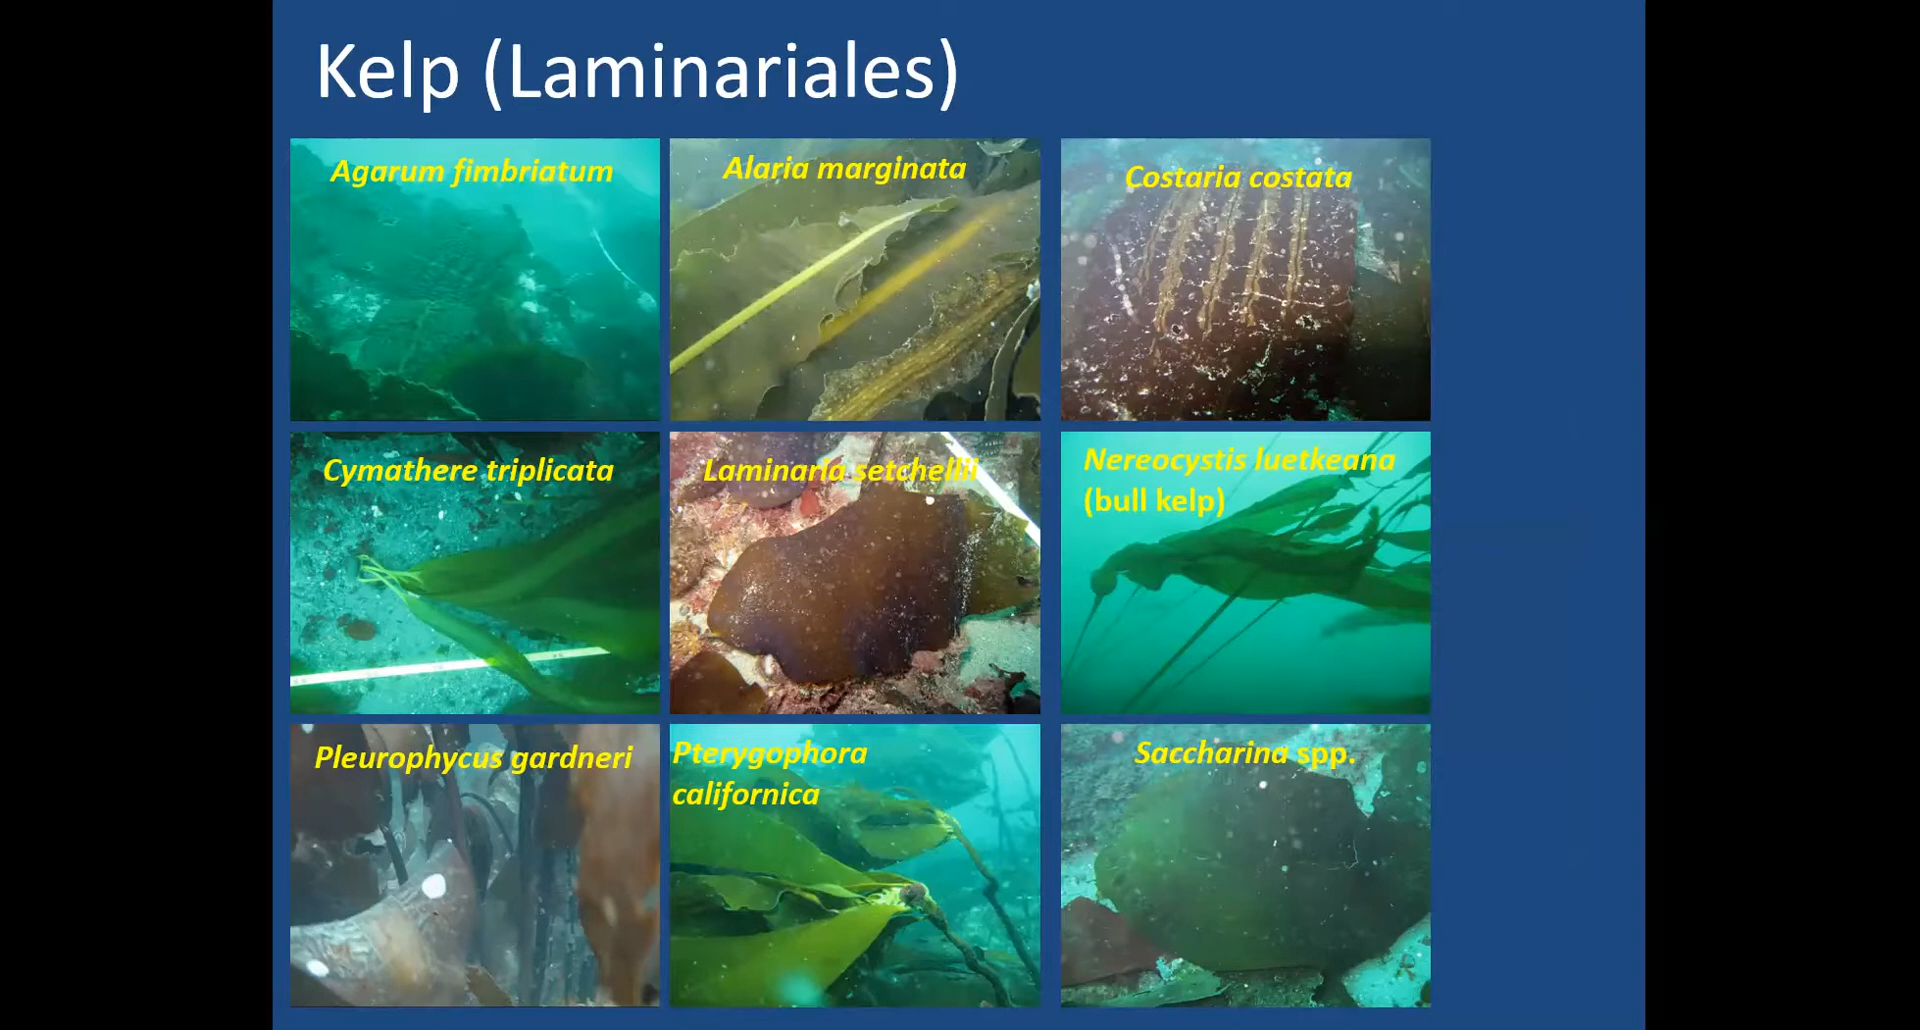 Kelp (Laminariales)
Agarum fimbriatum
Alaria marginata
Costaria costata
Cymathere triplicata
Laminaria setchellii
Nereocystis luetkeana
(bull kelp)
Pleurophycus gardneri
Pterygophora
californica
Saccharina spp.